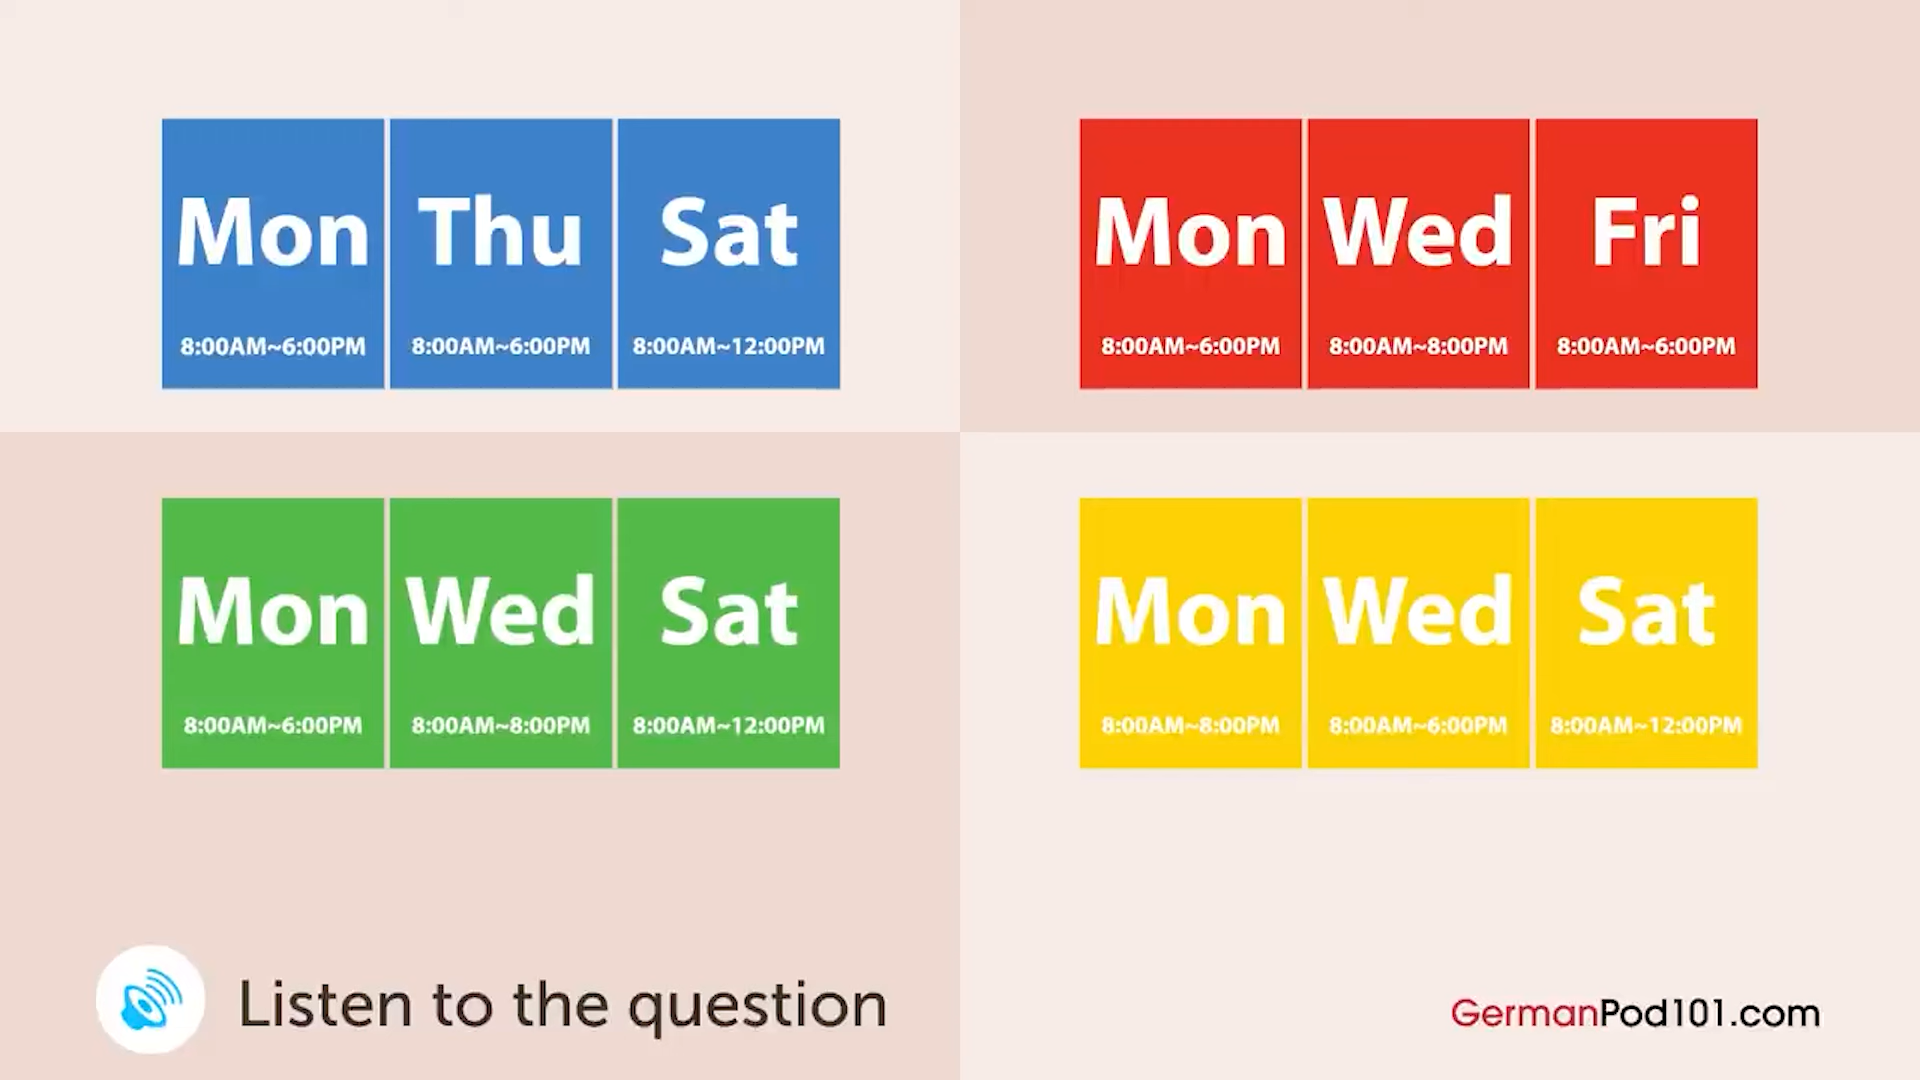 Mon Thu Sat
8:00AM~6:00PM 8:00AM~6:00PM 8:00AM~12:00PM
Mon Wed Fri
8:00AM~6:00PM 8:00AM~8:00PM 8:00AM~6:00PM
Mon Wed Sat
8:00AM~6:00PM 8:00AM~8:00PM 8:00AM~12:00PM
Mon Wed Sat
8:00AM~8:00PM 8:00AM~6:00PM 8:00AM~12:00PM
Listen to the question
GermanPod101.com